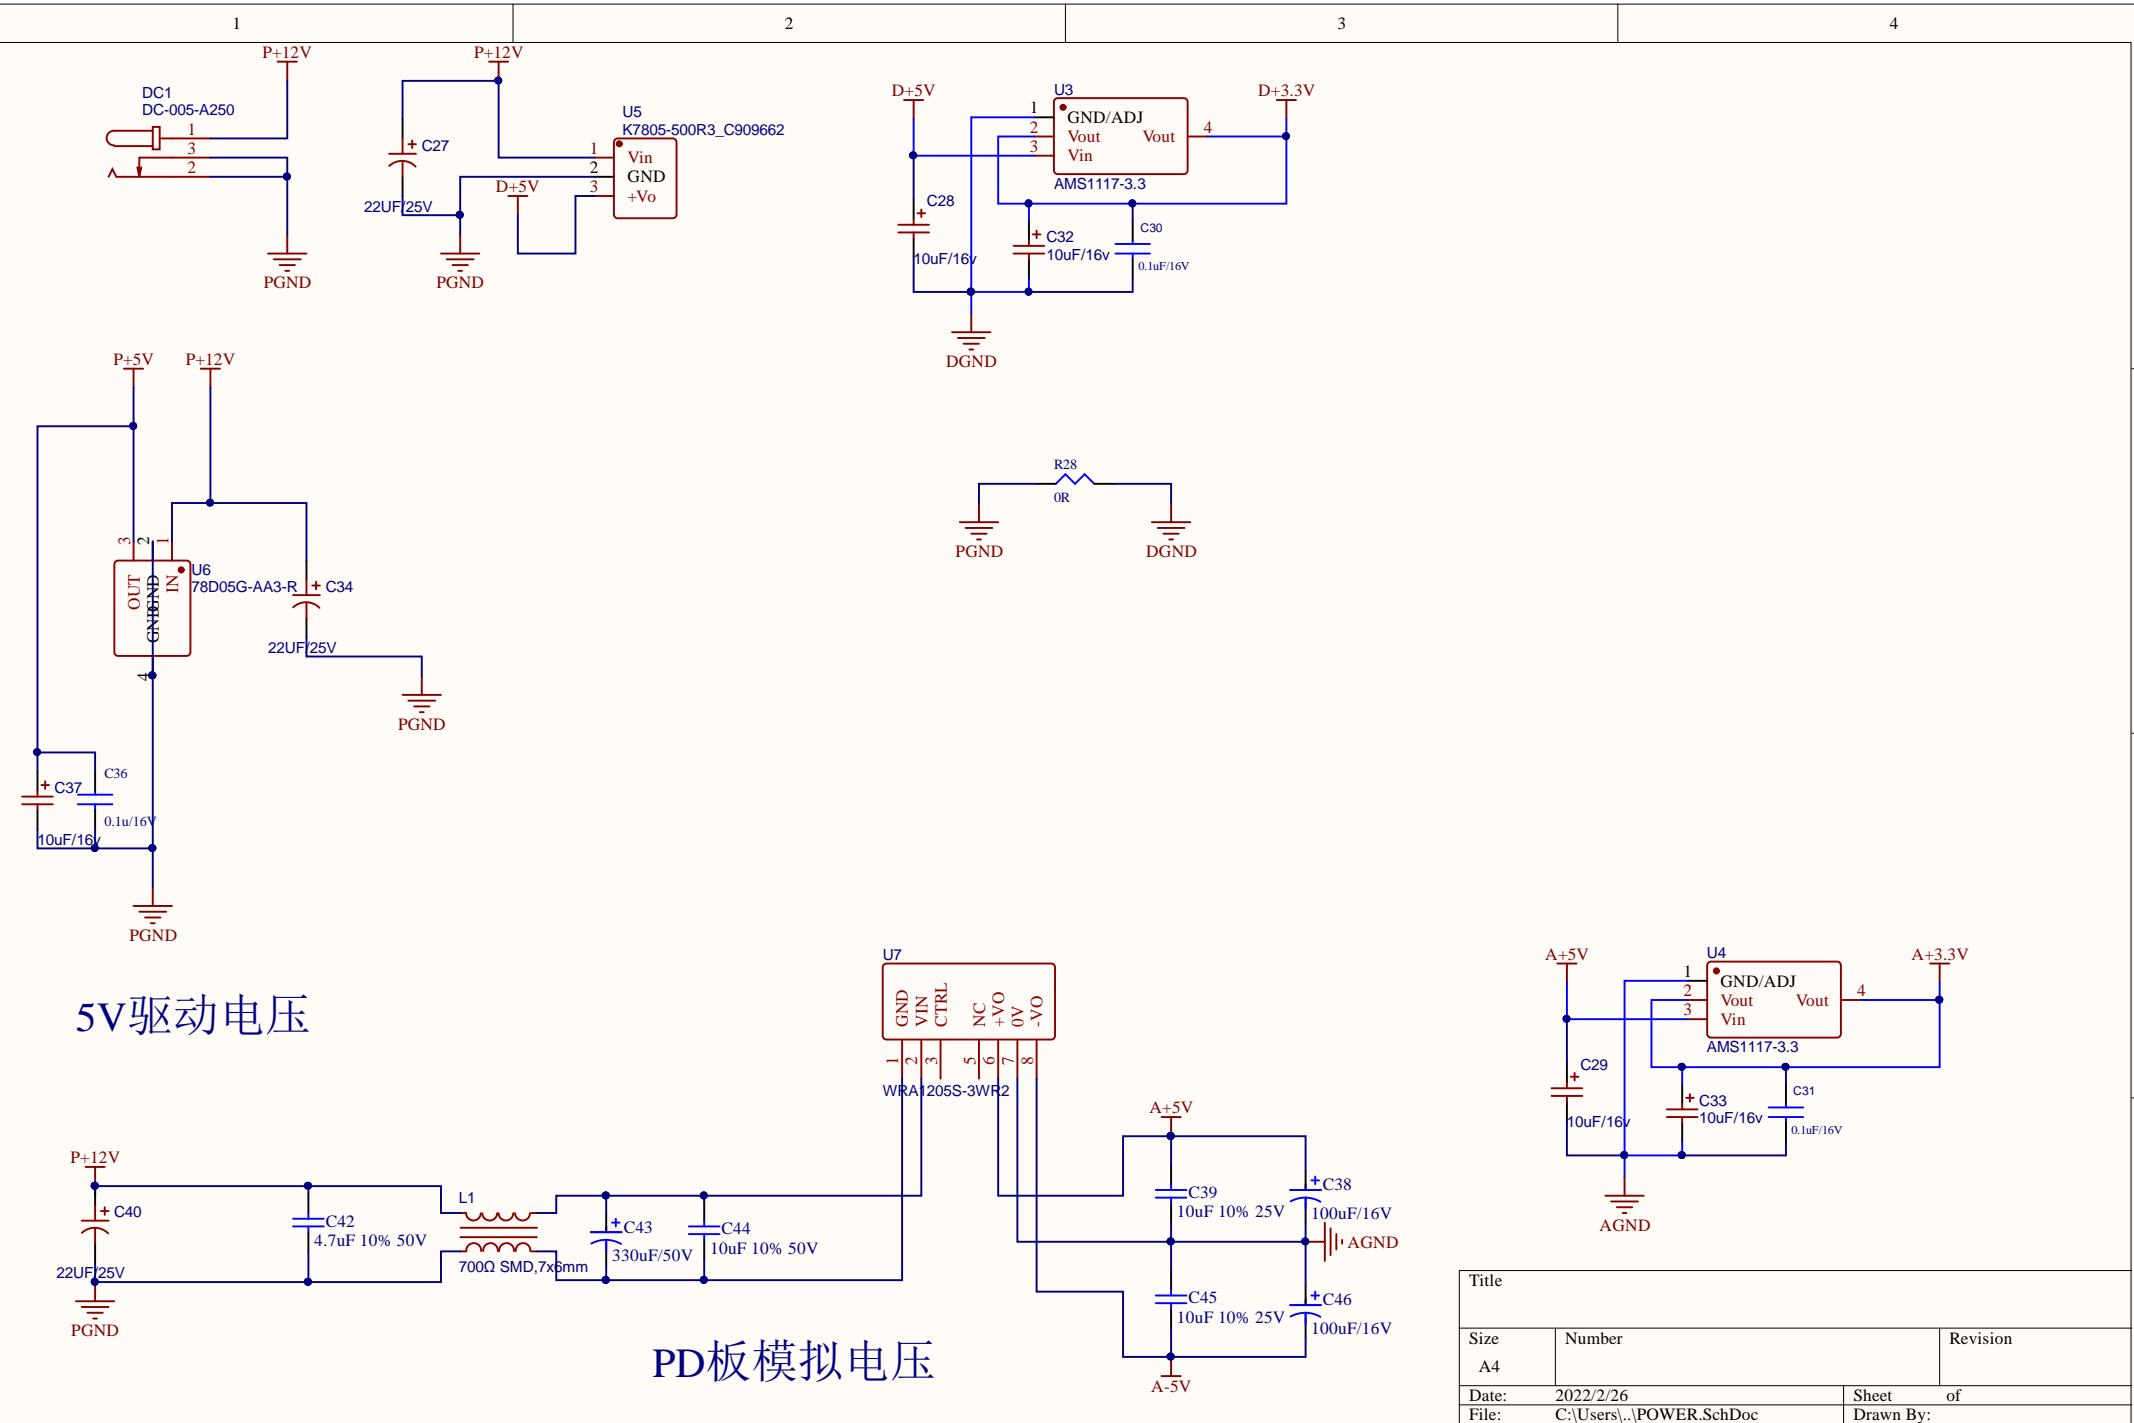 1 2 3 4
P+12V
DC1
DC-005-A250
1
3
2
PGND
P+12V
C27
22UF/25V
PGND
U5
K7805-500R3_C909662
1 Vin
2 GND
3 +Vo
D+5V
D+5V
U3
1 GND/ADJ
2 Vout Vout 4
3 Vin
AMS1117-3.3
D+3.3V
C28
10uF/16v
C32
10uF/16v
C30
0.1uF/16V
DGND
P+5V P+12V
3 2 1
OUT GND GND IN
4
U6
78D05G-AA3-R
C34
22UF/25V
PGND
C37
10uF/16v
C36
0.1u/16V
PGND
R28
0R
PGND DGND
5V驱动电压
U7
GND VIN CTRL NC +VO 0V -VO
1 2 3 5 6 7 8
WRA1205S-3WR2
P+12V
C40
22UF/25V
PGND
C42
4.7uF 10% 50V
L1
700Ω SMD,7x6mm
C43
330uF/50V
C44
10uF 10% 50V
A+5V
C39
10uF 10% 25V
C38
100uF/16V
AGND
C45
10uF 10% 25V
C46
100uF/16V
A-5V
PD板模拟电压
A+5V
U4
1 GND/ADJ
2 Vout Vout 4
3 Vin
AMS1117-3.3
A+3.3V
C29
10uF/16v
C33
10uF/16v
C31
0.1uF/16V
AGND
Title
Size Number Revision
A4
Date: 2022/2/26 Sheet of
File: C:\Users\..\POWER.SchDoc Drawn By: